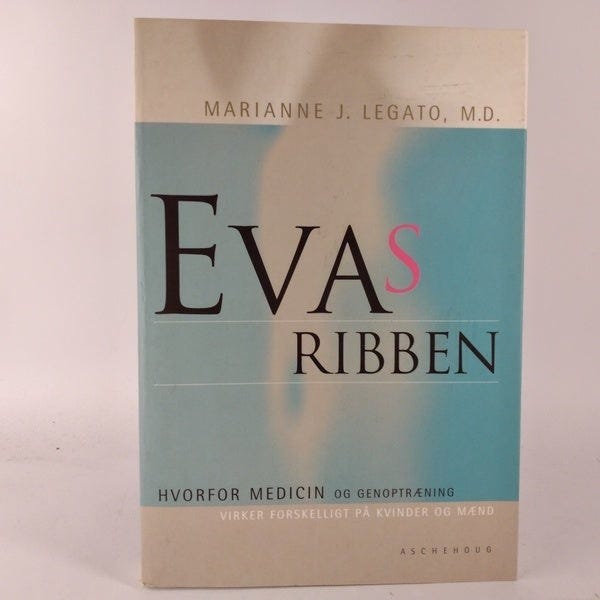 MARIANNE J. LEGATO, M.D.
EVAS
RIBBEN
HVORFOR MEDICIN OG GENOPTRÆNING
VIRKER FORSKELLIGT PÅ KVINDER OG MÆND
ASCHEHOUG